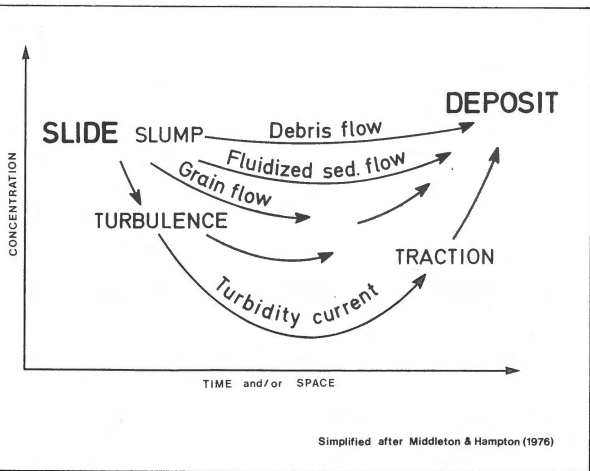 DEPOSIT
SLIDE SLUMP
Debris flow
Fluidized sed. flow
Grain flow
TURBULENCE
TRACTION
Turbidity current
CONCENTRATION
TIME and/or SPACE
Simplified after Middleton & Hampton (1976)